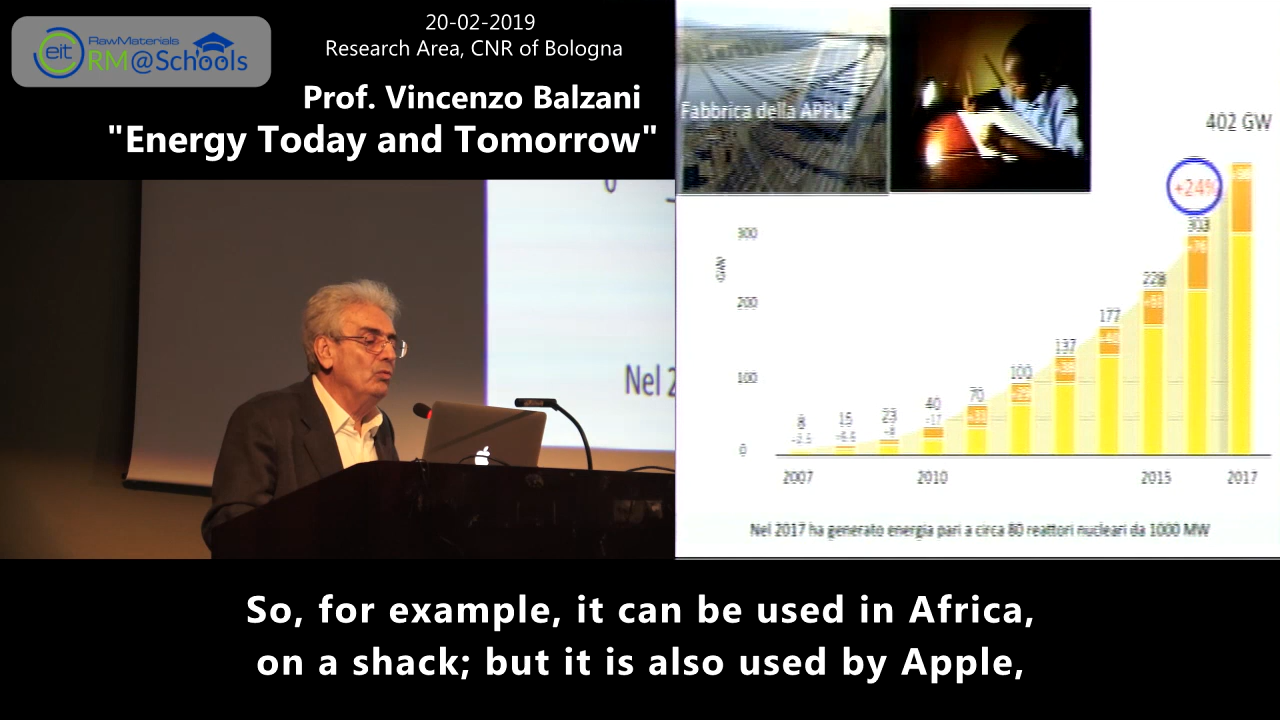 eit RawMaterials
RM@Schools
20-02-2019
Research Area, CNR of Bologna
Prof. Vincenzo Balzani
"Energy Today and Tomorrow"
Nel 2
Fabbrica della APPLE
402 GW
+24%
303
300
GW
228
200
177
137
100
100
70
40
23
15
8
0
2007 2010 2015 2017
Nel 2017 ha generato energia pari a circa 80 reattori nucleari da 1000 MW
So, for example, it can be used in Africa,
on a shack; but it is also used by Apple,